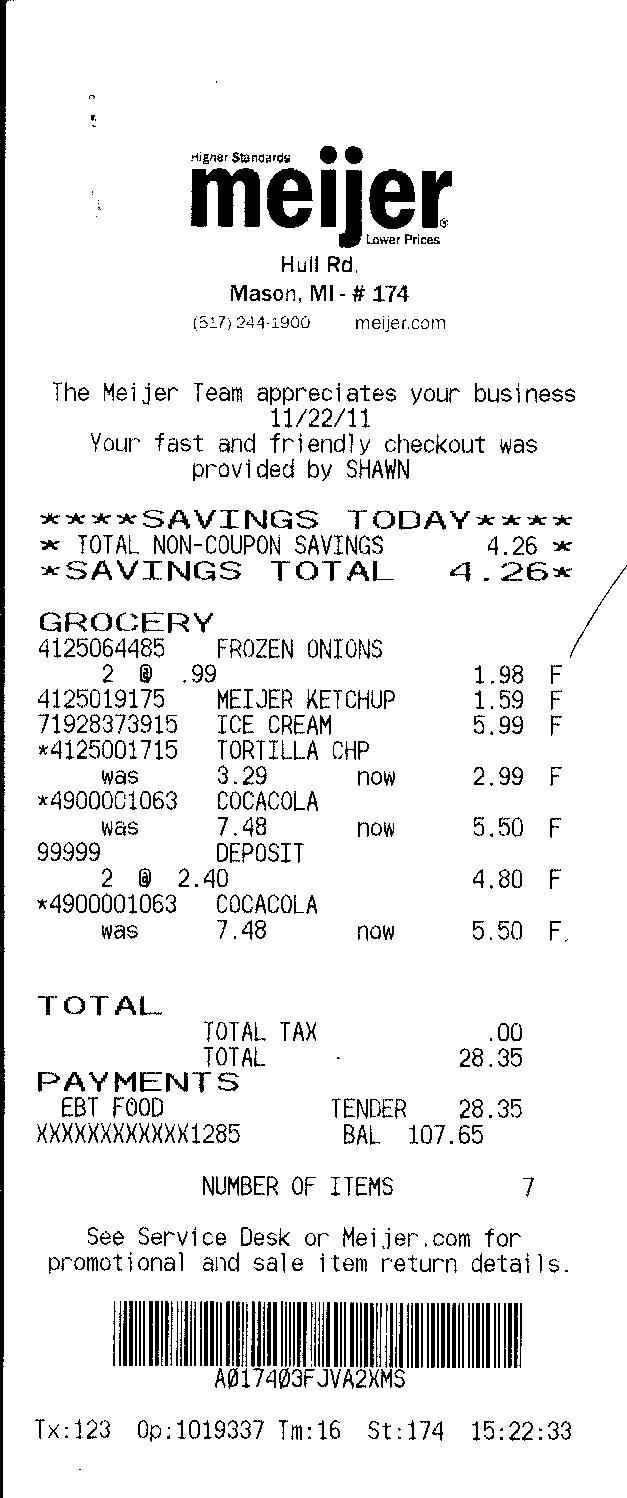 Higher Standards
meijer
Lower Prices
Hull Rd.
Mason, MI - # 174
(517) 244-1900 meijer.com
The Meijer Team appreciates your business
11/22/11
Your fast and friendly checkout was
provided by SHAWN
****SAVINGS TODAY****
* TOTAL NON-COUPON SAVINGS 4.26 *
*SAVINGS TOTAL 4.26*
GROCERY
4125064485 FROZEN ONIONS
2 @ .99 1.98 F
4125019175 MEIJER KETCHUP 1.59 F
71928373915 ICE CREAM 5.99 F
*4125001715 TORTILLA CHP
was 3.29 now 2.99 F
*4900001063 COCACOLA
was 7.48 now 5.50 F
99999 DEPOSIT
2 @ 2.40 4.80 F
*4900001063 COCACOLA
was 7.48 now 5.50 F
TOTAL
TOTAL TAX .00
TOTAL 28.35
PAYMENTS
EBT FOOD TENDER 28.35
XXXXXXXXXXXX1285 BAL 107.65
NUMBER OF ITEMS 7
See Service Desk or Meijer.com for
promotional and sale item return details.
A017403FJVA2XMS
Tx:123 Op:1019337 Tm:16 St:174 15:22:33